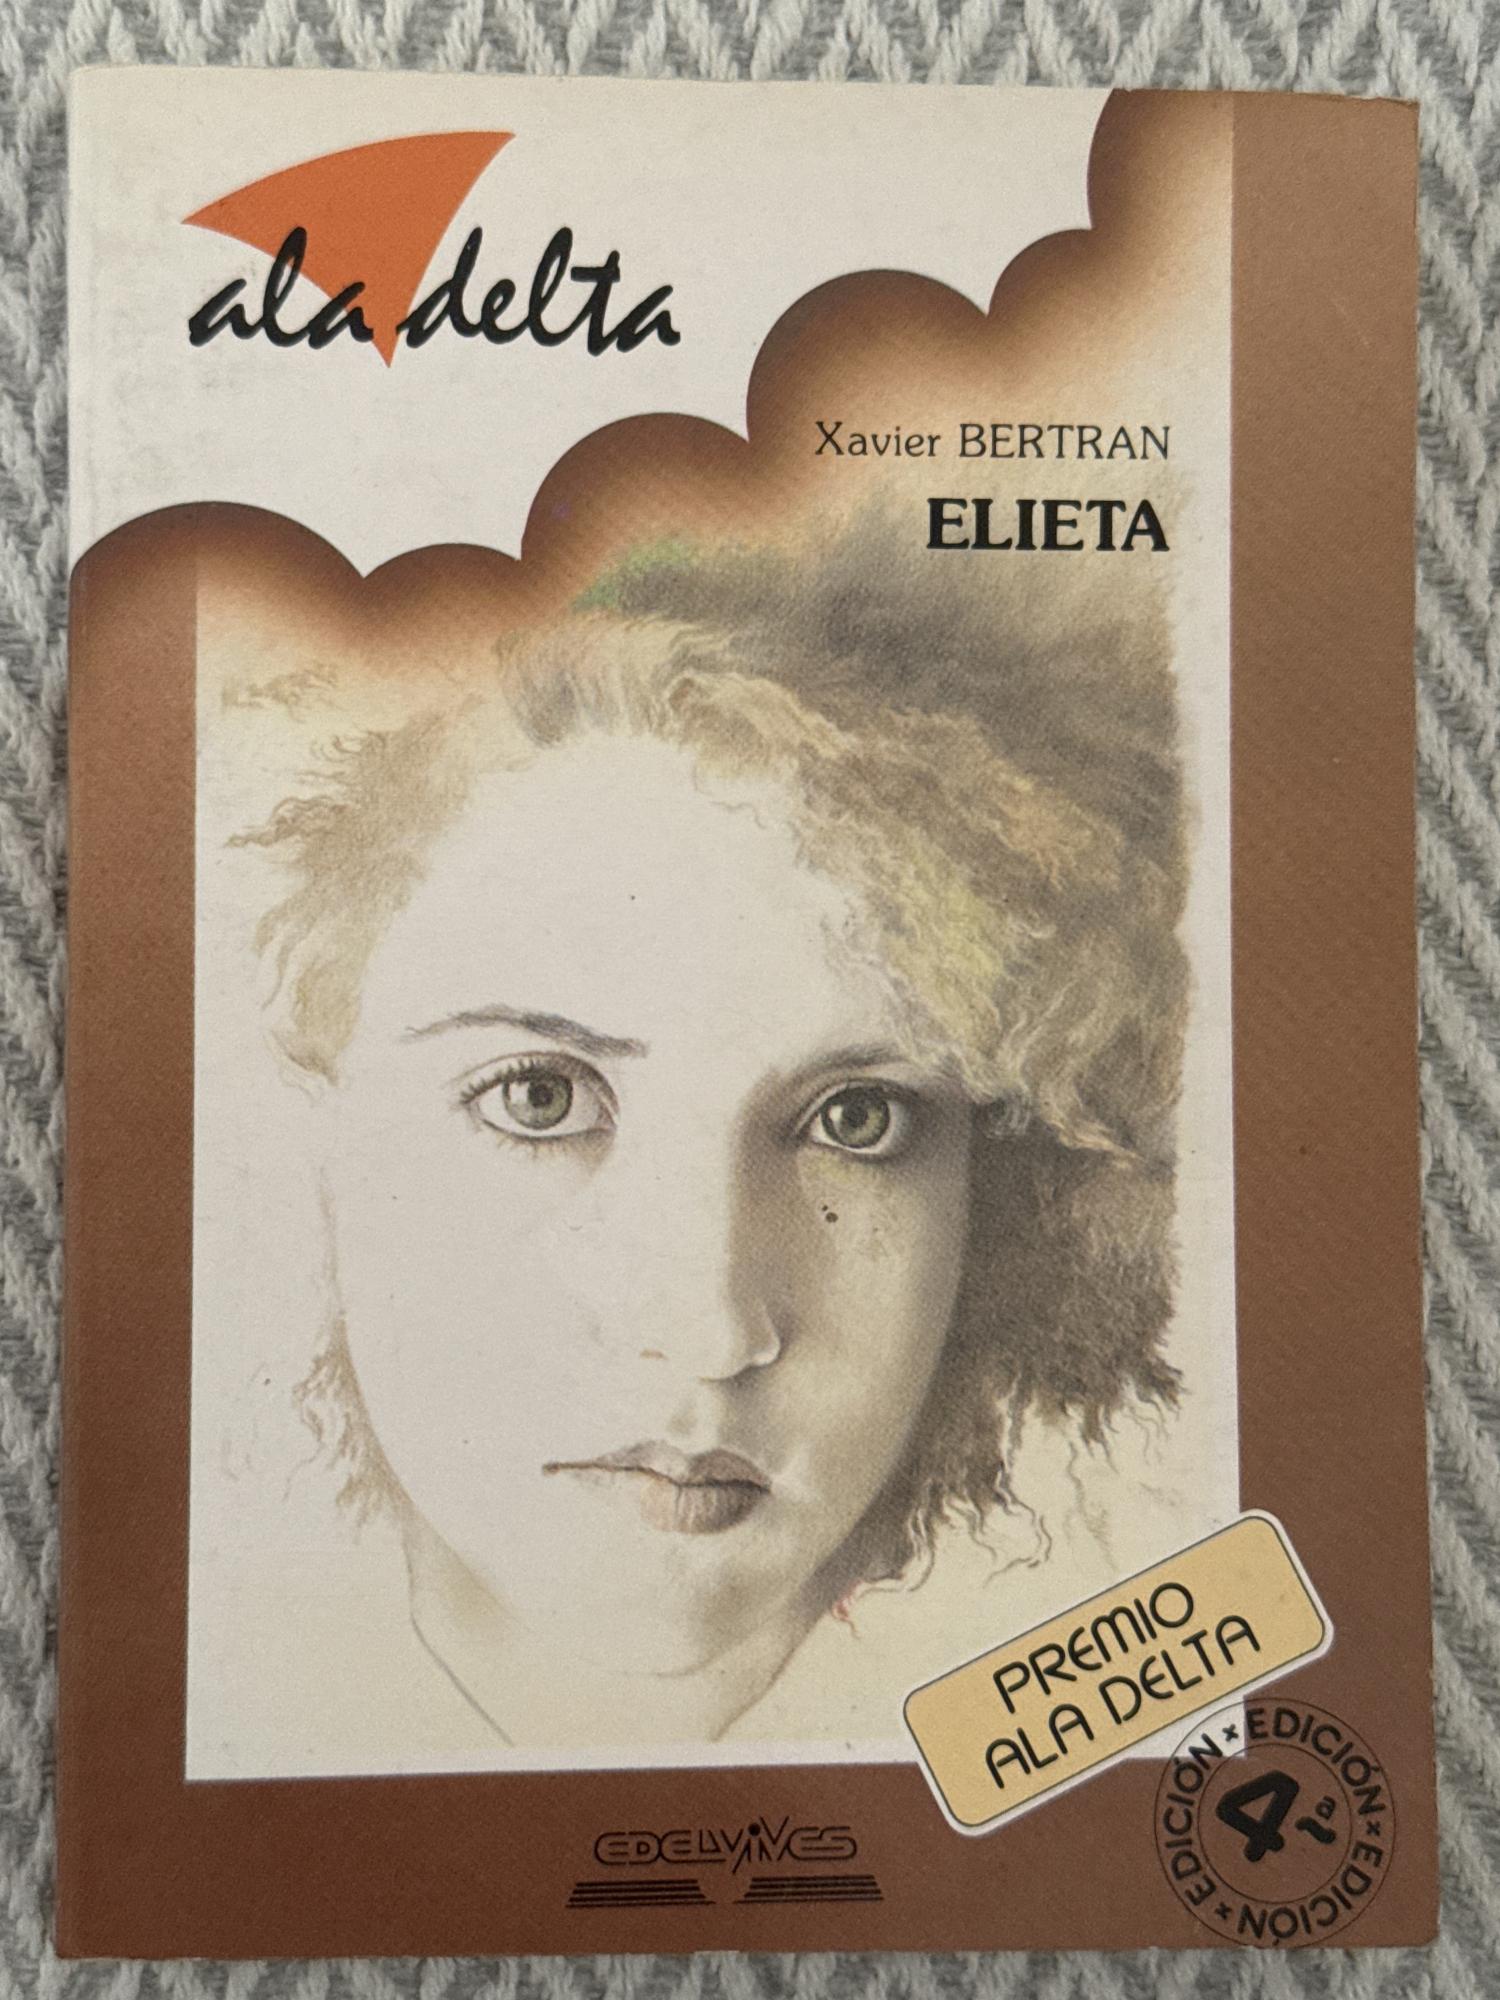 ala delta
Xavier BERTRAN
ELIETA
PREMIO
ALA DELTA
EDELVIVES
EDICIÓN × EDICIÓN × EDICIÓN × EDICIÓN ×
4ª